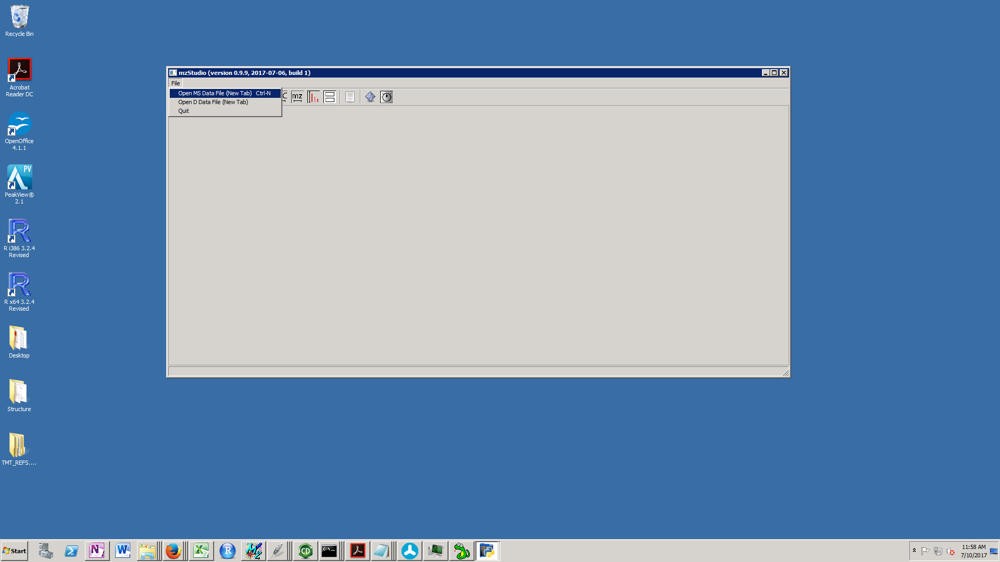 Recycle Bin
Acrobat
Reader DC
OpenOffice
4.1.1
PV
PeakView®
2.1
R i386 3.2.4
Revised
R x64 3.2.4
Revised
Desktop
Structure
TMT_REFS....
mzStudio (version 0.9.9, 2017-07-06, build 1)
File
Open MS Data File (New Tab) Ctrl-N
Open D Data File (New Tab)
Quit
C
mz
Start
N
W
R
CD
C:\_
11:58 AM
7/10/2017